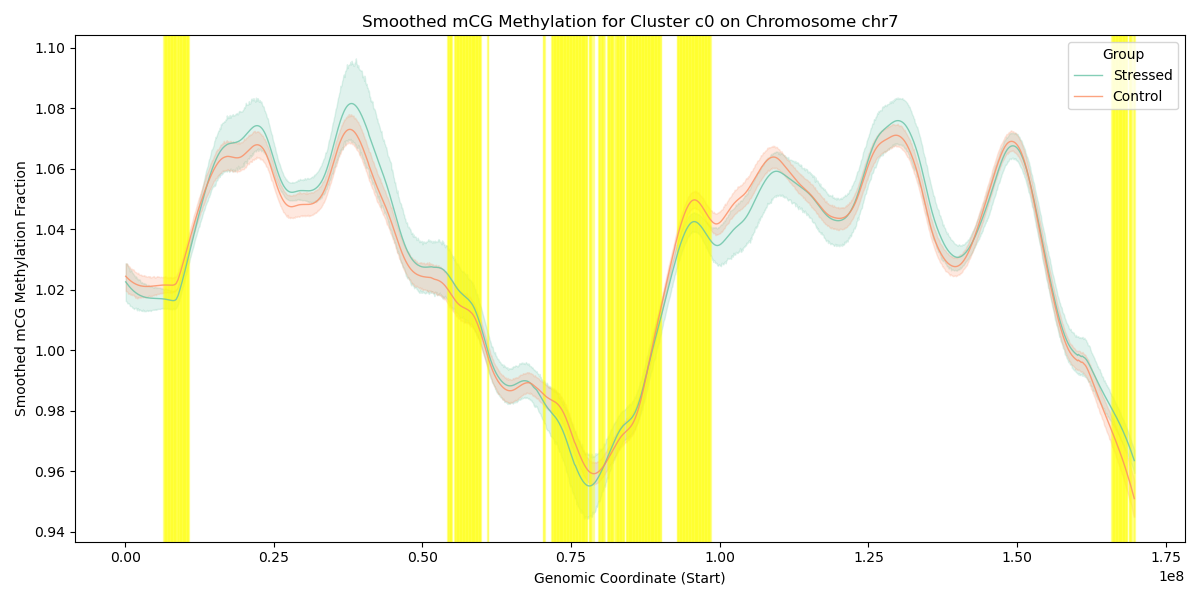 Smoothed mCG Methylation for Cluster c0 on Chromosome chr7
Smoothed mCG Methylation Fraction
1.10
1.08
1.06
1.04
1.02
1.00
0.98
0.96
0.94
Group
Stressed
Control
0.00
0.25
0.50
0.75
1.00
1.25
1.50
1.75
1e8
Genomic Coordinate (Start)